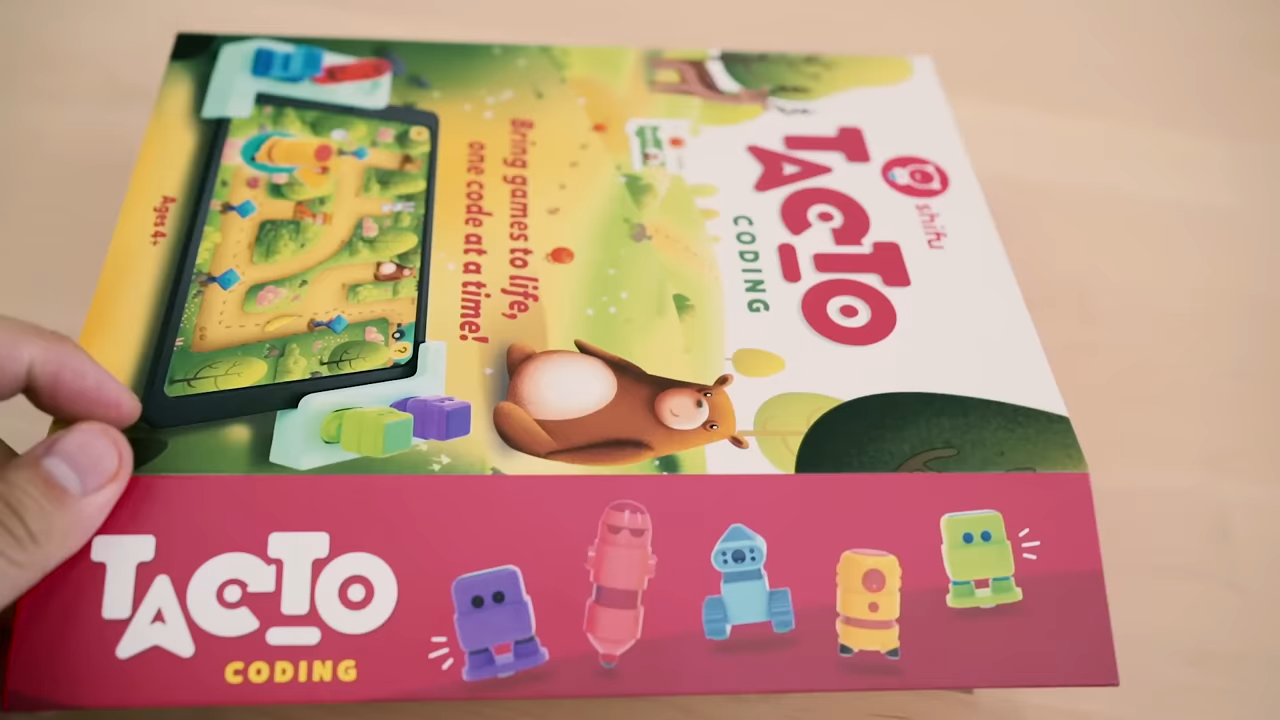 shifu
TACTO
CODING
Bring games to life,
one code at a time!
Ages 4+
TACTO
CODING